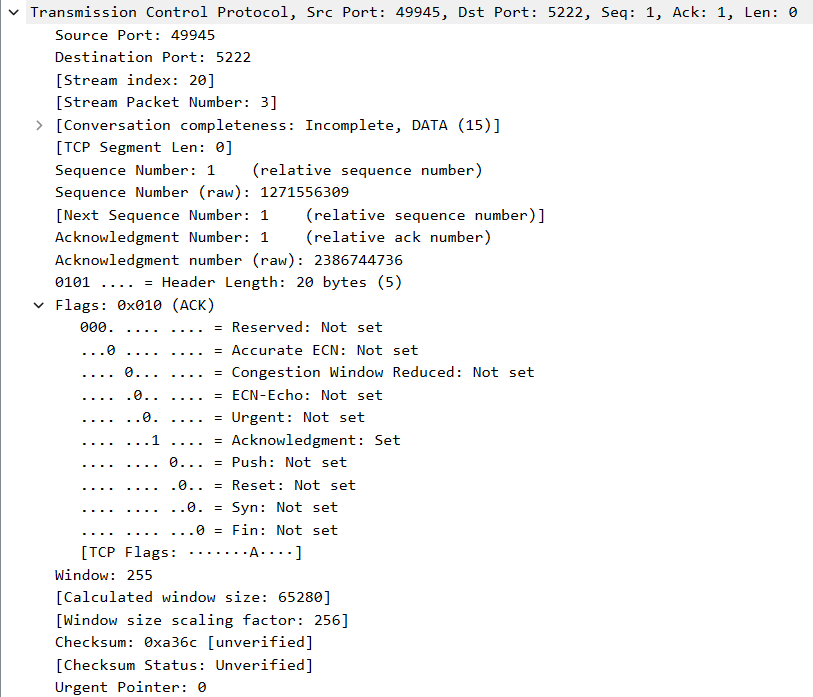 Transmission Control Protocol, Src Port: 49945, Dst Port: 5222, Seq: 1, Ack: 1, Len: 0
Source Port: 49945
Destination Port: 5222
[Stream index: 20]
[Stream Packet Number: 3]
[Conversation completeness: Incomplete, DATA (15)]
[TCP Segment Len: 0]
Sequence Number: 1    (relative sequence number)
Sequence Number (raw): 1271556309
[Next Sequence Number: 1    (relative sequence number)]
Acknowledgment Number: 1    (relative ack number)
Acknowledgment number (raw): 2386744736
0101 .... = Header Length: 20 bytes (5)
Flags: 0x010 (ACK)
000. .... .... = Reserved: Not set
...0 .... .... = Accurate ECN: Not set
.... 0... .... = Congestion Window Reduced: Not set
.... .0.. .... = ECN-Echo: Not set
.... ..0. .... = Urgent: Not set
.... ...1 .... = Acknowledgment: Set
.... .... 0... = Push: Not set
.... .... .0.. = Reset: Not set
.... .... ..0. = Syn: Not set
.... .... ...0 = Fin: Not set
[TCP Flags: ·······A····]
Window: 255
[Calculated window size: 65280]
[Window size scaling factor: 256]
Checksum: 0xa36c [unverified]
[Checksum Status: Unverified]
Urgent Pointer: 0